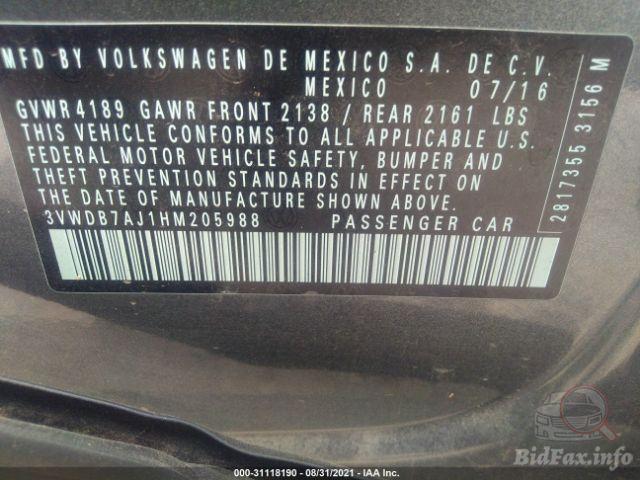 MFD BY VOLKSWAGEN DE MEXICO S.A. DE C.V.
MEXICO 07/16
GVWR 4189 GAWR FRONT 2138 / REAR 2161 LBS
THIS VEHICLE CONFORMS TO ALL APPLICABLE U.S.
FEDERAL MOTOR VEHICLE SAFETY, BUMPER AND
THEFT PREVENTION STANDARDS IN EFFECT ON
THE DATE OF MANUFACTURE SHOWN ABOVE.
3VWDB7AJ1HM205988 PASSENGER CAR
2817355 3156 M
BidFax.info
000-31118190 - 08/31/2021 - IAA Inc.